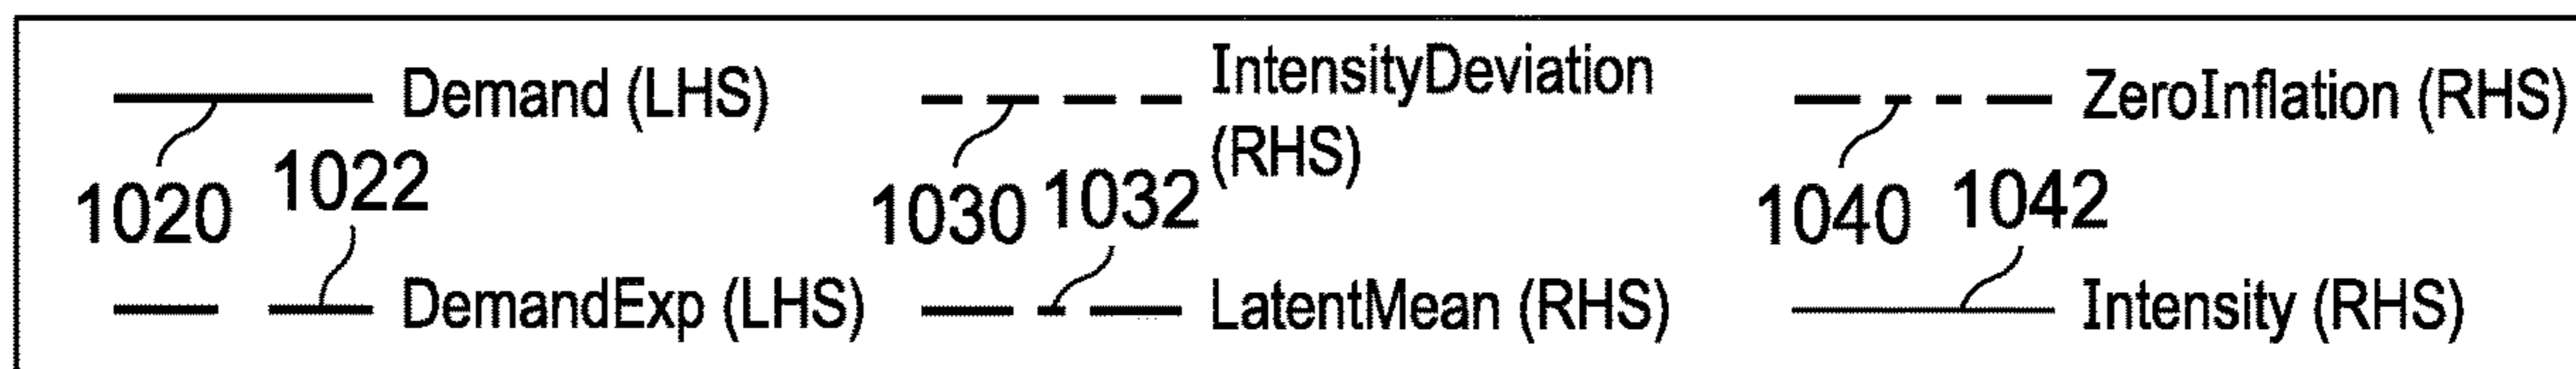 Demand (LHS)
IntensityDeviation
(RHS)
ZeroInflation (RHS)
1020
1022
1030
1032
1040
1042
DemandExp (LHS)
LatentMean (RHS)
Intensity (RHS)